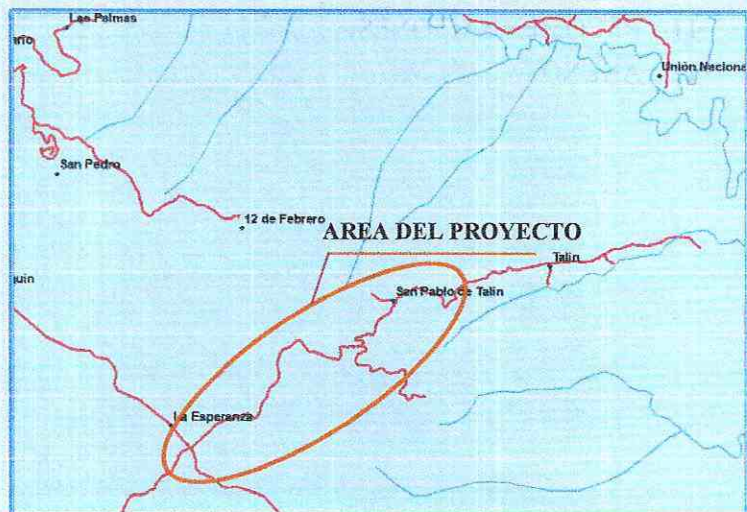 Las Palmas
Unión Naciona
San Pedro
12 de Febrero
AREA DEL PROYECTO
Talin
quin
San Pablo de Talin
La Esperanza